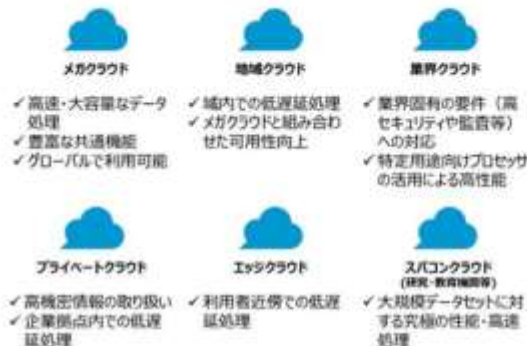 メガクラウド
✓高速・大容量なデータ
処理
✓豊富な共通機能
✓グローバルで利用可能
地域クラウド
✓域内での低遅延処理
✓メガクラウドと組み合わ
せた可用性向上
業界クラウド
✓業界固有の要件（高
セキュリティや監査等）
への対応
✓特定用途向けプロセッサ
の活用による高性能
プライベートクラウド
✓高機密情報の取り扱い
✓企業拠点内での低遅
延処理
エッジクラウド
✓利用者近傍での低遅
延処理
スパコンクラウド
(研究・教育機関等)
✓大規模データセットに対
する究極の性能・高速
処理